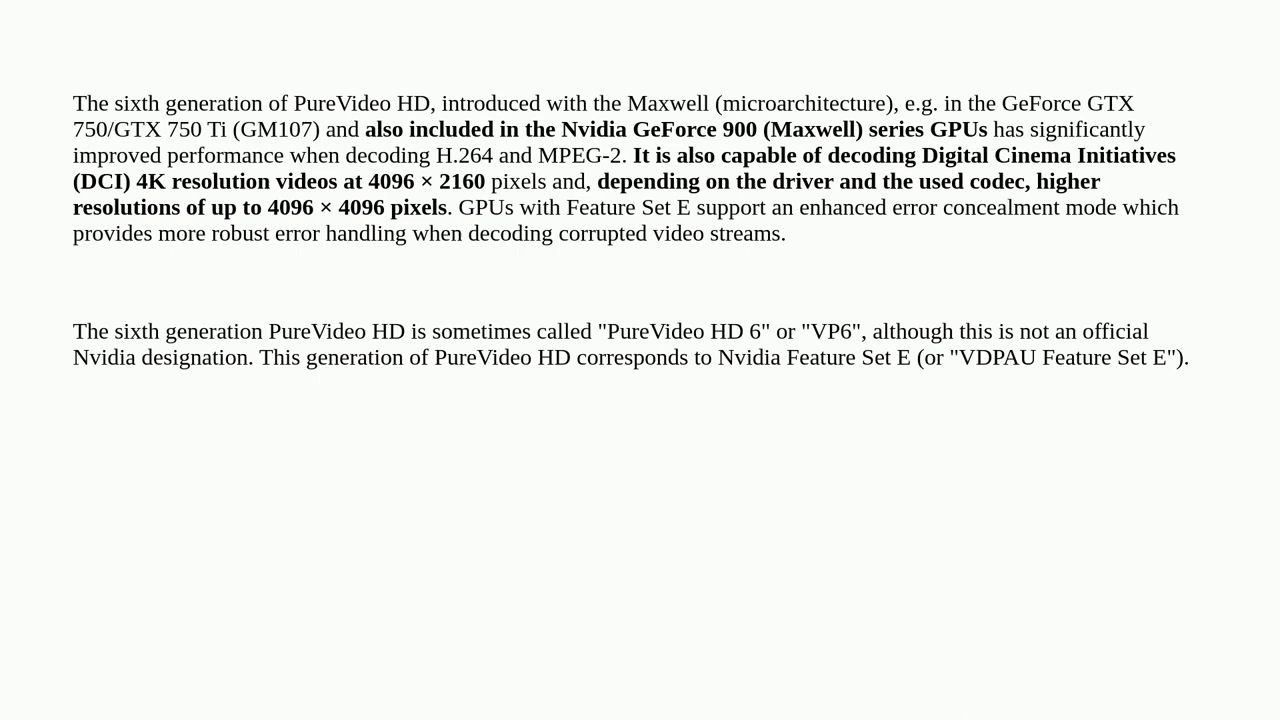 The sixth generation of PureVideo HD, introduced with the Maxwell (microarchitecture), e.g. in the GeForce GTX
750/GTX 750 Ti (GM107) and also included in the Nvidia GeForce 900 (Maxwell) series GPUs has significantly
improved performance when decoding H.264 and MPEG-2. It is also capable of decoding Digital Cinema Initiatives
(DCI) 4K resolution videos at 4096 × 2160 pixels and, depending on the driver and the used codec, higher
resolutions of up to 4096 × 4096 pixels. GPUs with Feature Set E support an enhanced error concealment mode which
provides more robust error handling when decoding corrupted video streams.
The sixth generation PureVideo HD is sometimes called "PureVideo HD 6" or "VP6", although this is not an official
Nvidia designation. This generation of PureVideo HD corresponds to Nvidia Feature Set E (or "VDPAU Feature Set E").